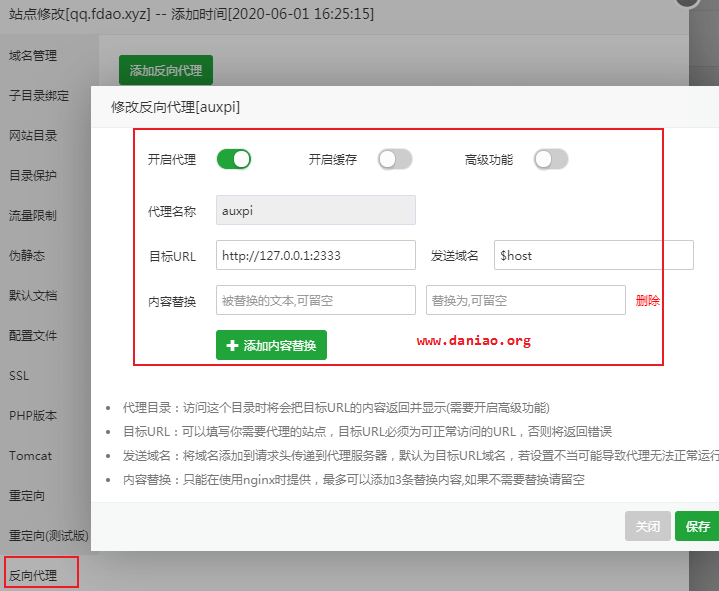 站点修改[qq.fdao.xyz] -- 添加时间[2020-06-01 16:25:15]
域名管理
子目录绑定
网站目录
目录保护
流量限制
伪静态
默认文档
配置文件
SSL
PHP版本
Tomcat
重定向
重定向(测试版)
反向代理
添加反向代理
修改反向代理[auxpi]
开启代理 开启缓存 高级功能
代理名称 auxpi
目标URL http://127.0.0.1:2333 发送域名 $host
内容替换 被替换的文本,可留空 替换为,可留空 删除
添加内容替换
www.daniao.org
代理目录：访问这个目录时将会把目标URL的内容返回并显示(需要开启高级功能)
目标URL：可以填写你需要代理的站点，目标URL必须为可正常访问的URL，否则将返回错误
发送域名：将域名添加到请求头传递到代理服务器，默认为目标URL域名，若设置不当可能导致代理无法正常运行
内容替换：只能在使用nginx时提供，最多可以添加3条替换内容,如果不需要替换请留空
关闭 保存